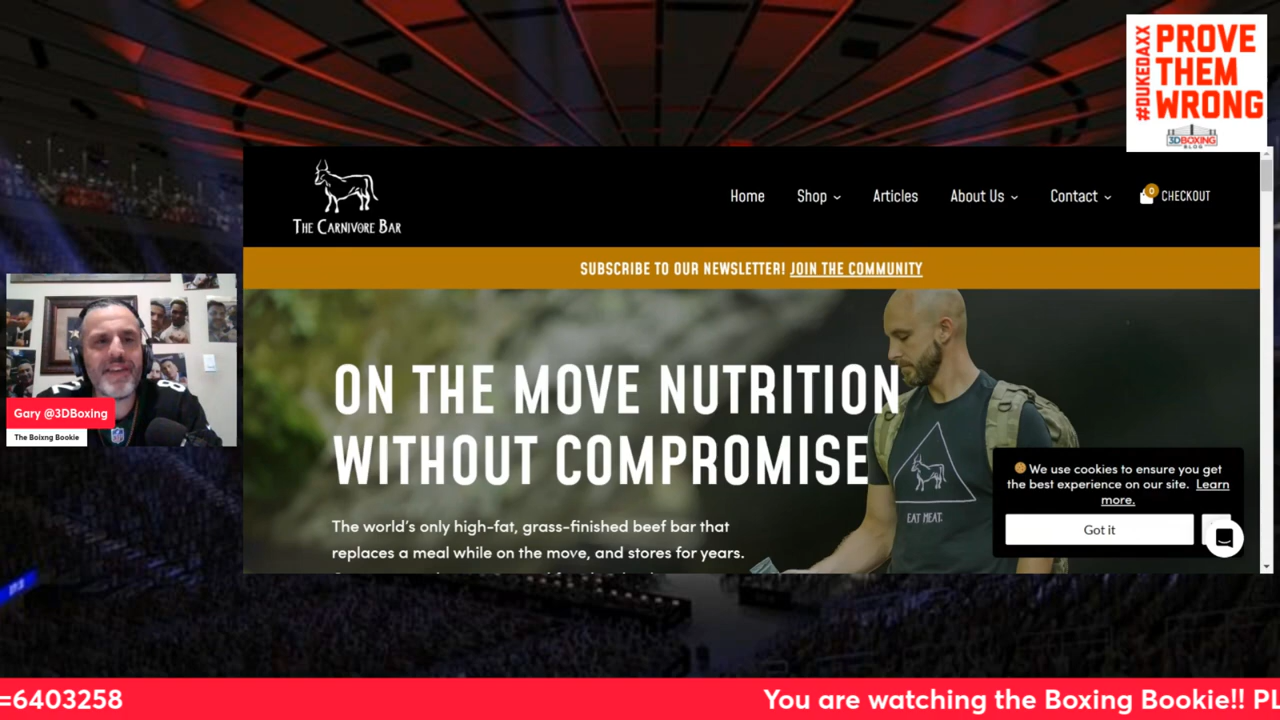 #DUKEDAXX
PROVE
THEM
WRONG
3DBOXING
BLOG
THE CARNIVORE BAR
Home
Shop
Articles
About Us
Contact
0
CHECKOUT
SUBSCRIBE TO OUR NEWSLETTER! JOIN THE COMMUNITY
ON THE MOVE NUTRITION
WITHOUT COMPROMISE
The world's only high-fat, grass-finished beef bar that
replaces a meal while on the move, and stores for years.
EAT MEAT.
We use cookies to ensure you get
the best experience on our site. Learn
more.
Got it
Gary @3DBoxing
The Boixng Bookie
=6403258
You are watching the Boxing Bookie!! PL